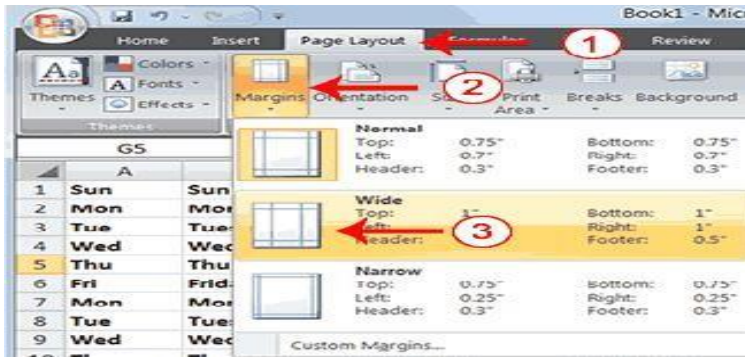 Book1 - Mic
Home Insert Page Layout Formulas 1 Review
Aa Colors
A Fonts
Effects
Themes
Margins Orientation 2 Print Area Breaks Background
Themes
G5
A
Normal
Top: 0.75" Bottom: 0.75"
Left: 0.7" Right: 0.7"
Header: 0.3" Footer: 0.3"
Wide
Top: 1" Bottom: 1"
Left: 3 Right: 1"
Header: Footer: 0.5"
Narrow
Top: 0.75" Bottom: 0.75"
Left: 0.25" Right: 0.25"
Header: 0.3" Footer: 0.3"
Custom Margins...
1 Sun Sun
2 Mon Mo
3 Tue Tue
4 Wed Wed
5 Thu Thu
6 Fri Frid
7 Mon Mo
8 Tue Tue
9 Wed Wed